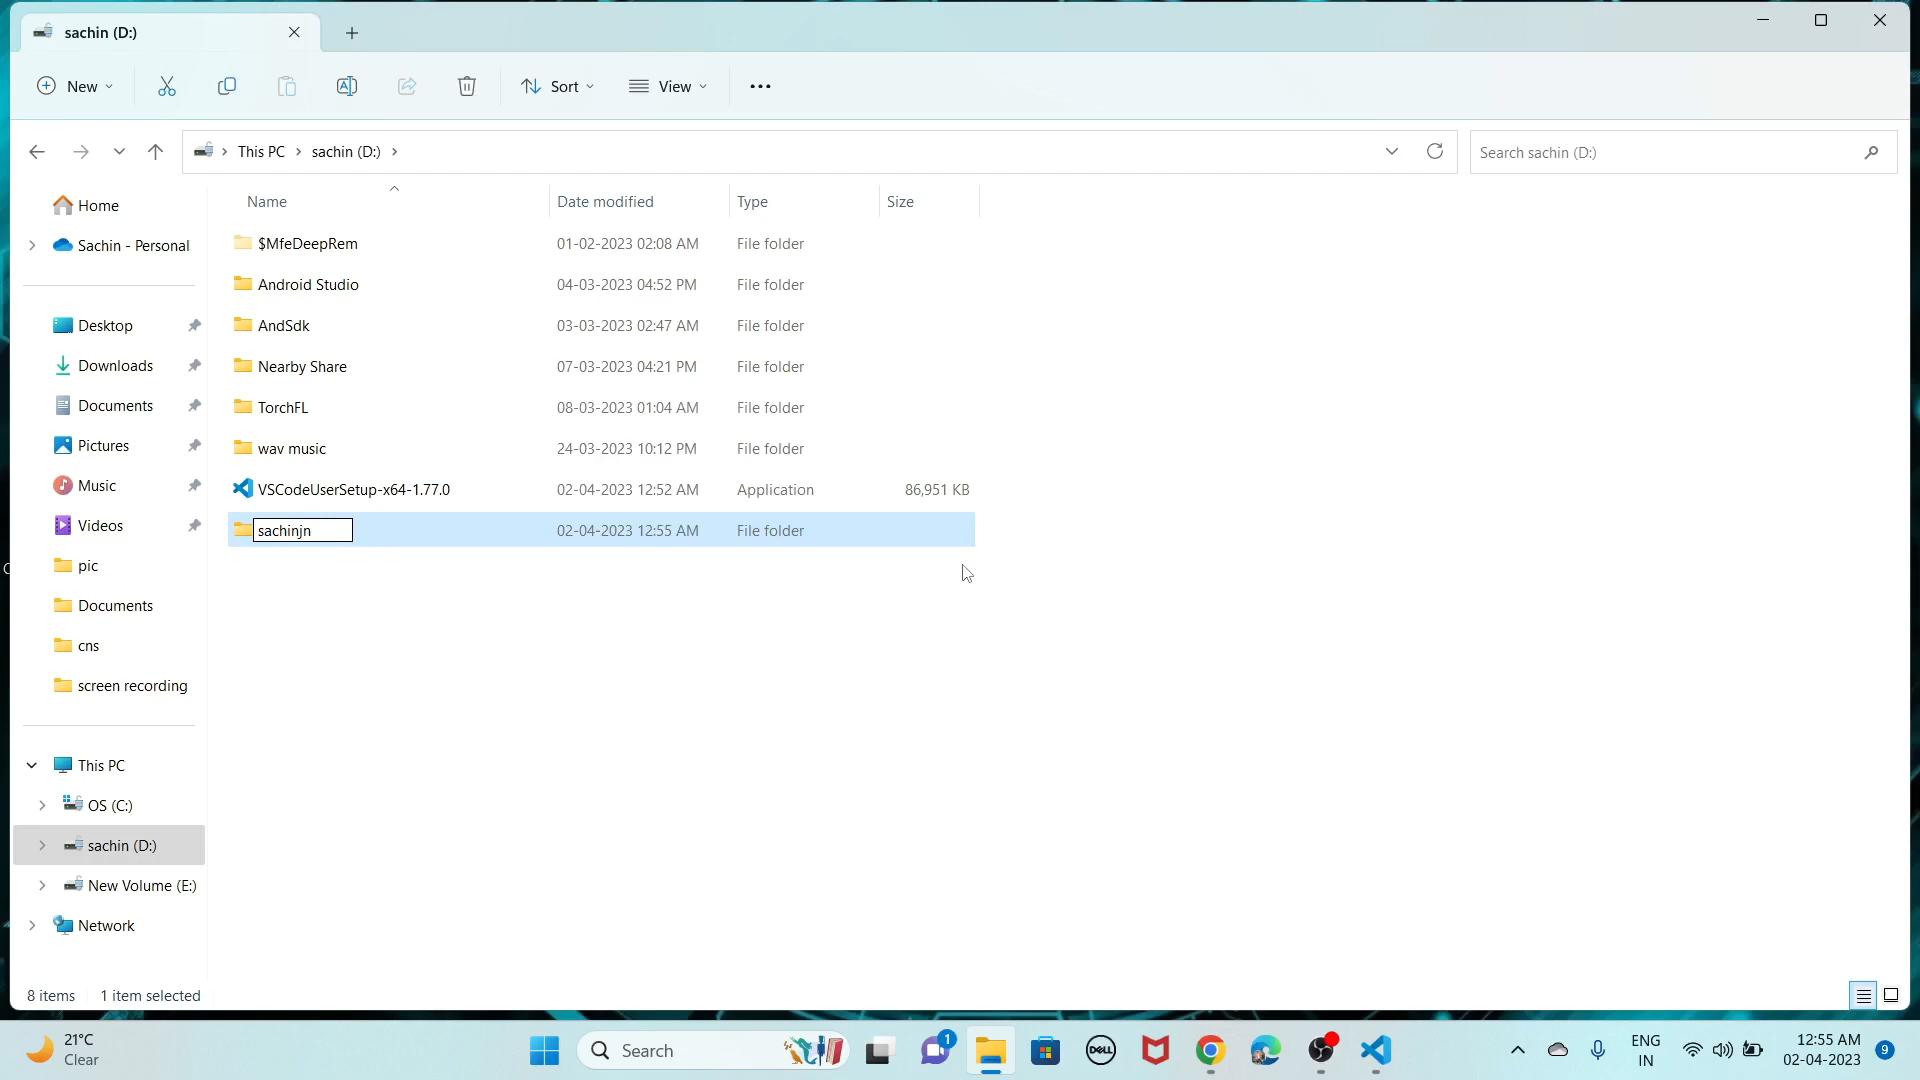 sachin (D:)
New
Sort
View
This PC
sachin (D:)
Search sachin (D:)
Name
Date modified
Type
Size
Home
Sachin - Personal
Desktop
Downloads
Documents
Pictures
Music
Videos
pic
Documents
cns
screen recording
This PC
OS (C:)
sachin (D:)
New Volume (E:)
Network
$MfeDeepRem 01-02-2023 02:08 AM File folder
Android Studio 04-03-2023 04:52 PM File folder
AndSdk 03-03-2023 02:47 AM File folder
Nearby Share 07-03-2023 04:21 PM File folder
TorchFL 08-03-2023 01:04 AM File folder
wav music 24-03-2023 10:12 PM File folder
VSCodeUserSetup-x64-1.77.0 02-04-2023 12:52 AM Application 86,951 KB
sachinjn 02-04-2023 12:55 AM File folder
8 items 1 item selected
21°C
Clear
Search
1
DELL
ENG
IN
12:55 AM
02-04-2023
9